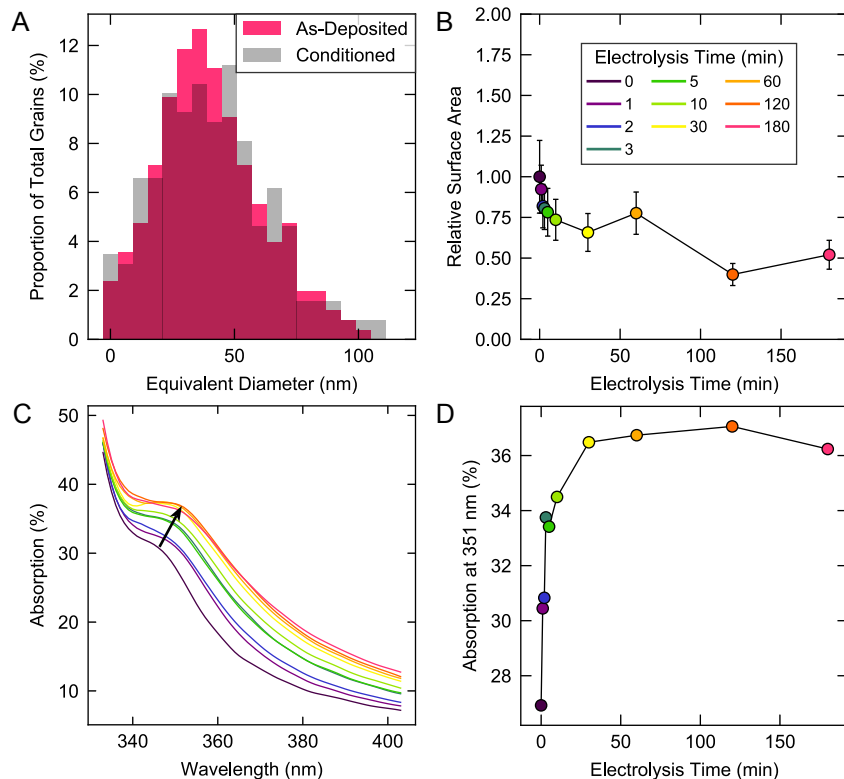 A
As-Deposited
Conditioned
Proportion of Total Grains (%)
12
10
8
6
4
2
0
0 50 100
Equivalent Diameter (nm)
B
Relative Surface Area
2.00
1.75
1.50
1.25
1.00
0.75
0.50
0.25
0.00
Electrolysis Time (min)
0 5 60
1 10 120
2 30 180
3
0 50 100 150
Electrolysis Time (min)
C
Absorption (%)
50
40
30
20
10
340 360 380 400
Wavelength (nm)
D
Absorption at 351 nm (%)
36
34
32
30
28
0 50 100 150
Electrolysis Time (min)